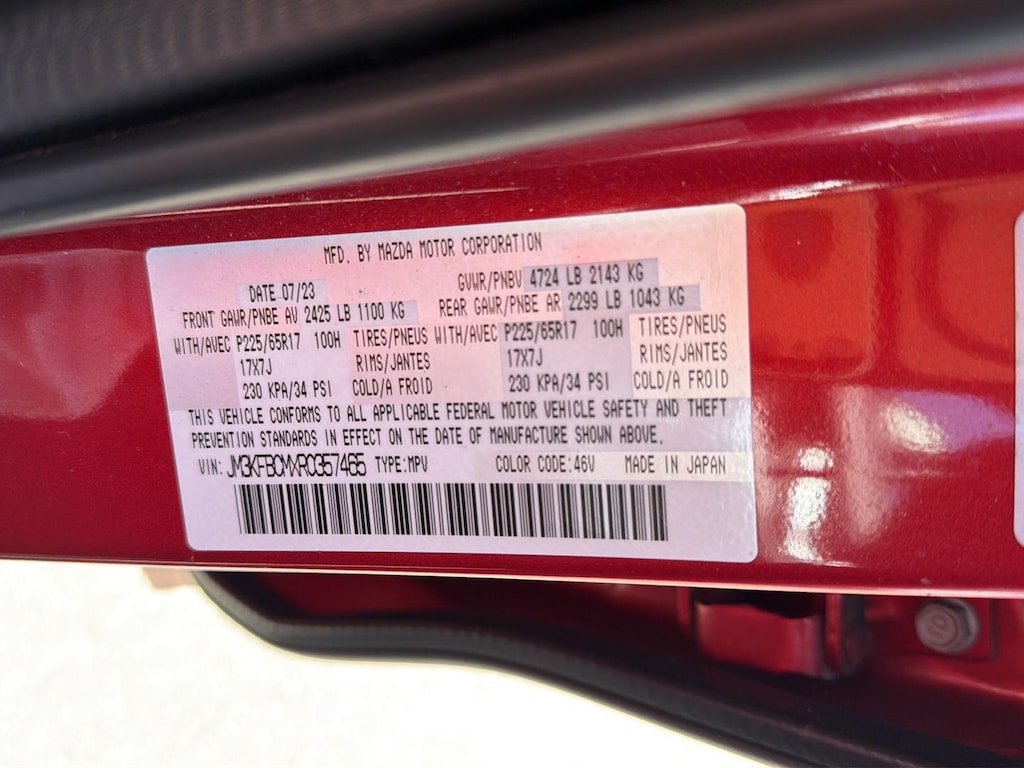 MFD. BY MAZDA MOTOR CORPORATION
DATE 07/23 GVWR/PNBV 4724 LB 2143 KG
FRONT GAWR/PNBE AV 2425 LB 1100 KG REAR GAWR/PNBE AR 2299 LB 1043 KG
WITH/AVEC P225/65R17 100H TIRES/PNEUS WITH/AVEC P225/65R17 100H TIRES/PNEUS
17X7J RIMS/JANTES 17X7J RIMS/JANTES
230 KPA/34 PSI COLD/A FROID 230 KPA/34 PSI COLD/A FROID
THIS VEHICLE CONFORMS TO ALL APPLICABLE FEDERAL MOTOR VEHICLE SAFETY AND THEFT
PREVENTION STANDARDS IN EFFECT ON THE DATE OF MANUFACTURE SHOWN ABOVE.
VIN: JM3KFBCMXR0357465 TYPE:MPV COLOR CODE:46V MADE IN JAPAN